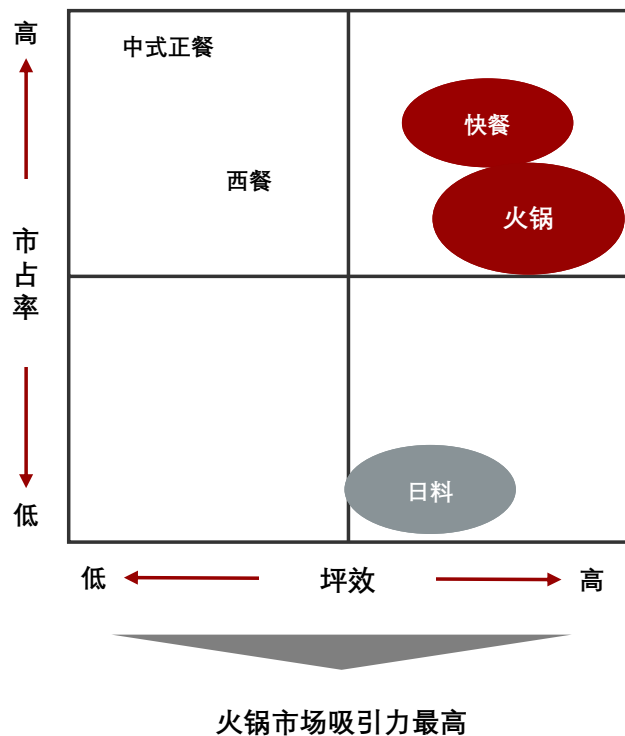 高
中式正餐
快餐
西餐
火锅
市
占
率
日料
低
低
坪效
高
火锅市场吸引力最高